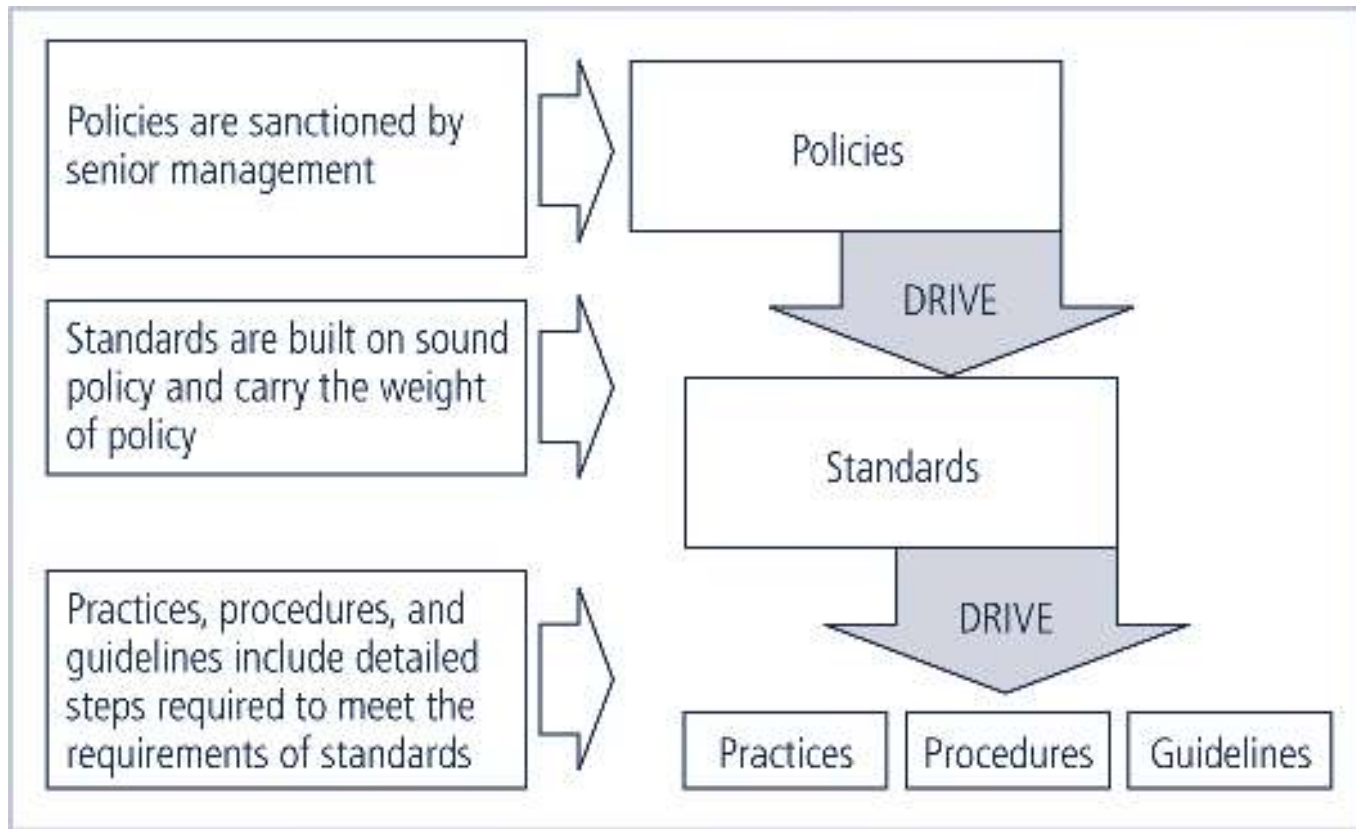 Policies are sanctioned by
senior management
Policies
DRIVE
Standards are built on sound
policy and carry the weight
of policy
Standards
DRIVE
Practices, procedures, and
guidelines include detailed
steps required to meet the
requirements of standards
Practices
Procedures
Guidelines